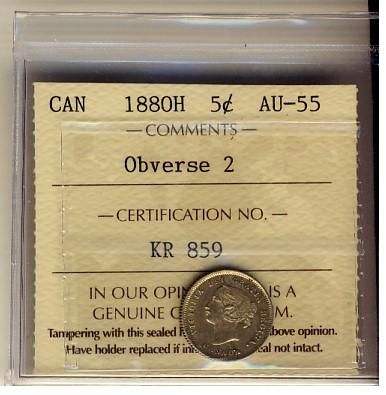 CAN 1880H 5¢ AU-55
COMMENTS
Obverse 2
CERTIFICATION NO.
KR 859
IN OUR IS A
GENUINE
Tampering with this sealed above opinion.
Have holder replaced if not intact.